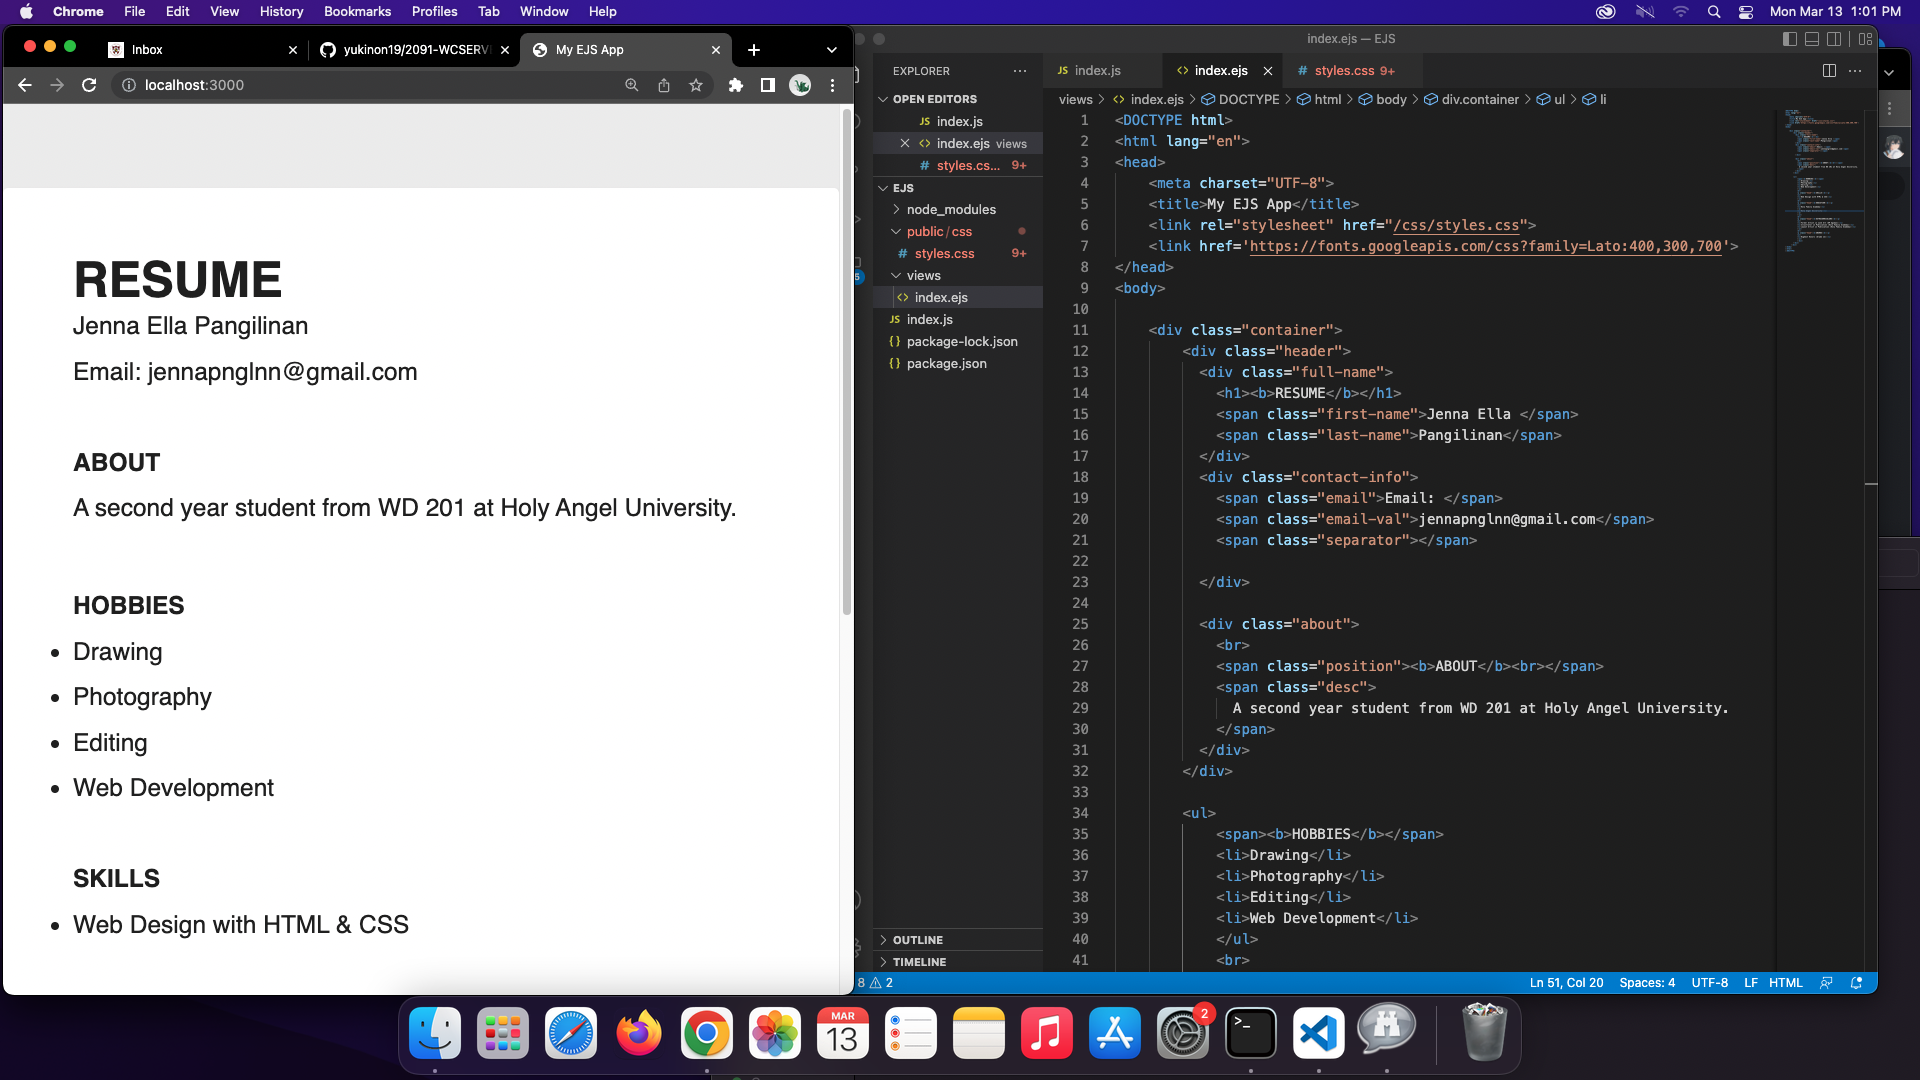 Chrome File Edit View History Bookmarks Profiles Tab Window Help Mon Mar 13 1:01 PM
Inbox
yukinon19/2091-WCSERV
My EJS App
localhost:3000
RESUME
Jenna Ella Pangilinan
Email: jennapnglnn@gmail.com
ABOUT
A second year student from WD 201 at Holy Angel University.
HOBBIES
Drawing
Photography
Editing
Web Development
SKILLS
Web Design with HTML & CSS
index.ejs — EJS
EXPLORER
OPEN EDITORS
JS index.js
index.ejs views
# styles.cs... 9+
EJS
node_modules
public/css
# styles.css 9+
views
index.ejs
JS index.js
{} package-lock.json
{} package.json
OUTLINE
TIMELINE
JS index.js
index.ejs
# styles.css 9+
views > index.ejs > DOCTYPE > html > body > div.container > ul > li
1 <DOCTYPE html>
2 <html lang="en">
3 <head>
4 <meta charset="UTF-8">
5 <title>My EJS App</title>
6 <link rel="stylesheet" href="/css/styles.css">
7 <link href='https://fonts.googleapis.com/css?family=Lato:400,300,700'>
8 </head>
9 <body>
10
11 <div class="container">
12 <div class="header">
13 <div class="full-name">
14 <h1><b>RESUME</b></h1>
15 <span class="first-name">Jenna Ella </span>
16 <span class="last-name">Pangilinan</span>
17 </div>
18 <div class="contact-info">
19 <span class="email">Email: </span>
20 <span class="email-val">jennapnglnn@gmail.com</span>
21 <span class="separator"></span>
22
23 </div>
24
25 <div class="about">
26 <br>
27 <span class="position"><b>ABOUT</b><br></span>
28 <span class="desc">
29 A second year student from WD 201 at Holy Angel University.
30 </span>
31 </div>
32 </div>
33
34 <ul>
35 <span><b>HOBBIES</b></span>
36 <li>Drawing</li>
37 <li>Photography</li>
38 <li>Editing</li>
39 <li>Web Development</li>
40 </ul>
41 <br>
8 2
Ln 51, Col 20 Spaces: 4 UTF-8 LF HTML
MAR
13
2